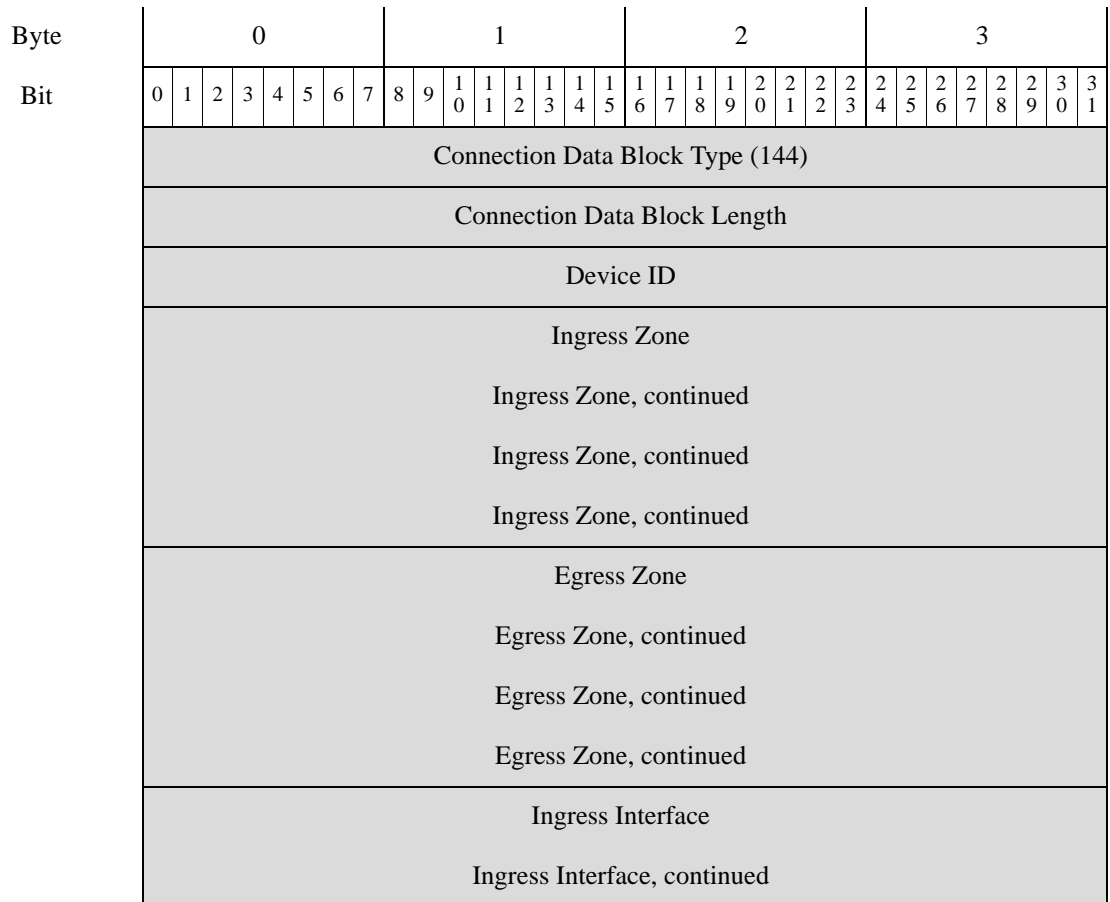 Byte 0 1 2 3
Bit 0 1 2 3 4 5 6 7 8 9 10 11 12 13 14 15 16 17 18 19 20 21 22 23 24 25 26 27 28 29 30 31
Connection Data Block Type (144)
Connection Data Block Length
Device ID
Ingress Zone
Ingress Zone, continued
Ingress Zone, continued
Ingress Zone, continued
Egress Zone
Egress Zone, continued
Egress Zone, continued
Egress Zone, continued
Ingress Interface
Ingress Interface, continued